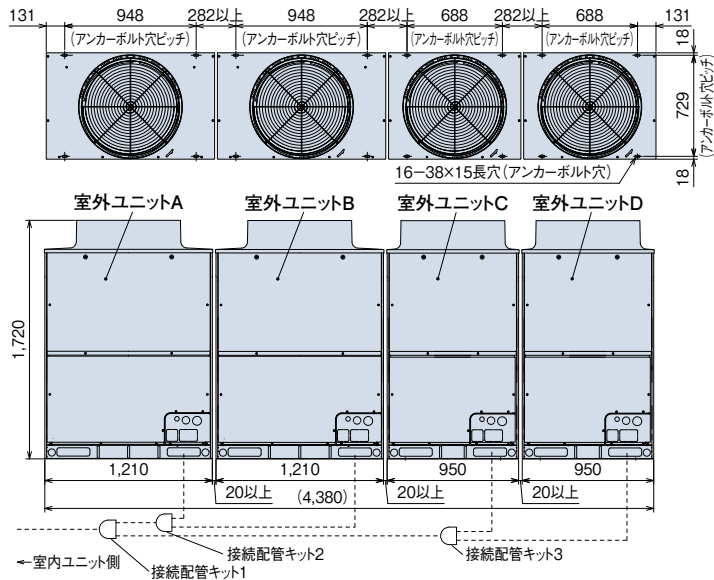 131
948
282以上
948
282以上
688
282以上
688
131
(アンカーボルト穴ピッチ)
(アンカーボルト穴ピッチ)
(アンカーボルト穴ピッチ)
(アンカーボルト穴ピッチ)
18
729
(アンカーボルト穴ピッチ)
18
16－38×15長穴(アンカーボルト穴)
室外ユニットA
室外ユニットB
室外ユニットC
室外ユニットD
1,720
1,210
1,210
950
950
20以上
(4,380)
20以上
20以上
接続配管キット2
接続配管キット3
←室内ユニット側
接続配管キット1